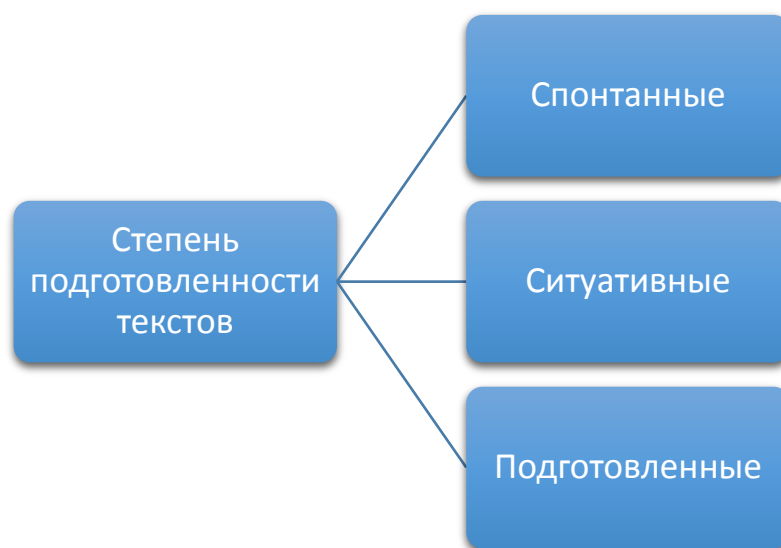 Спонтанные
Степень
подготовленности
текстов
Ситуативные
Подготовленные